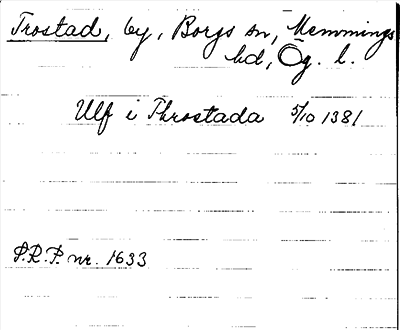 Trostad, by, Borgs sn, Memmings
hd, Ög. l.
Ulf i Throstada 5/10 1381
S.R.P. nr. 1633